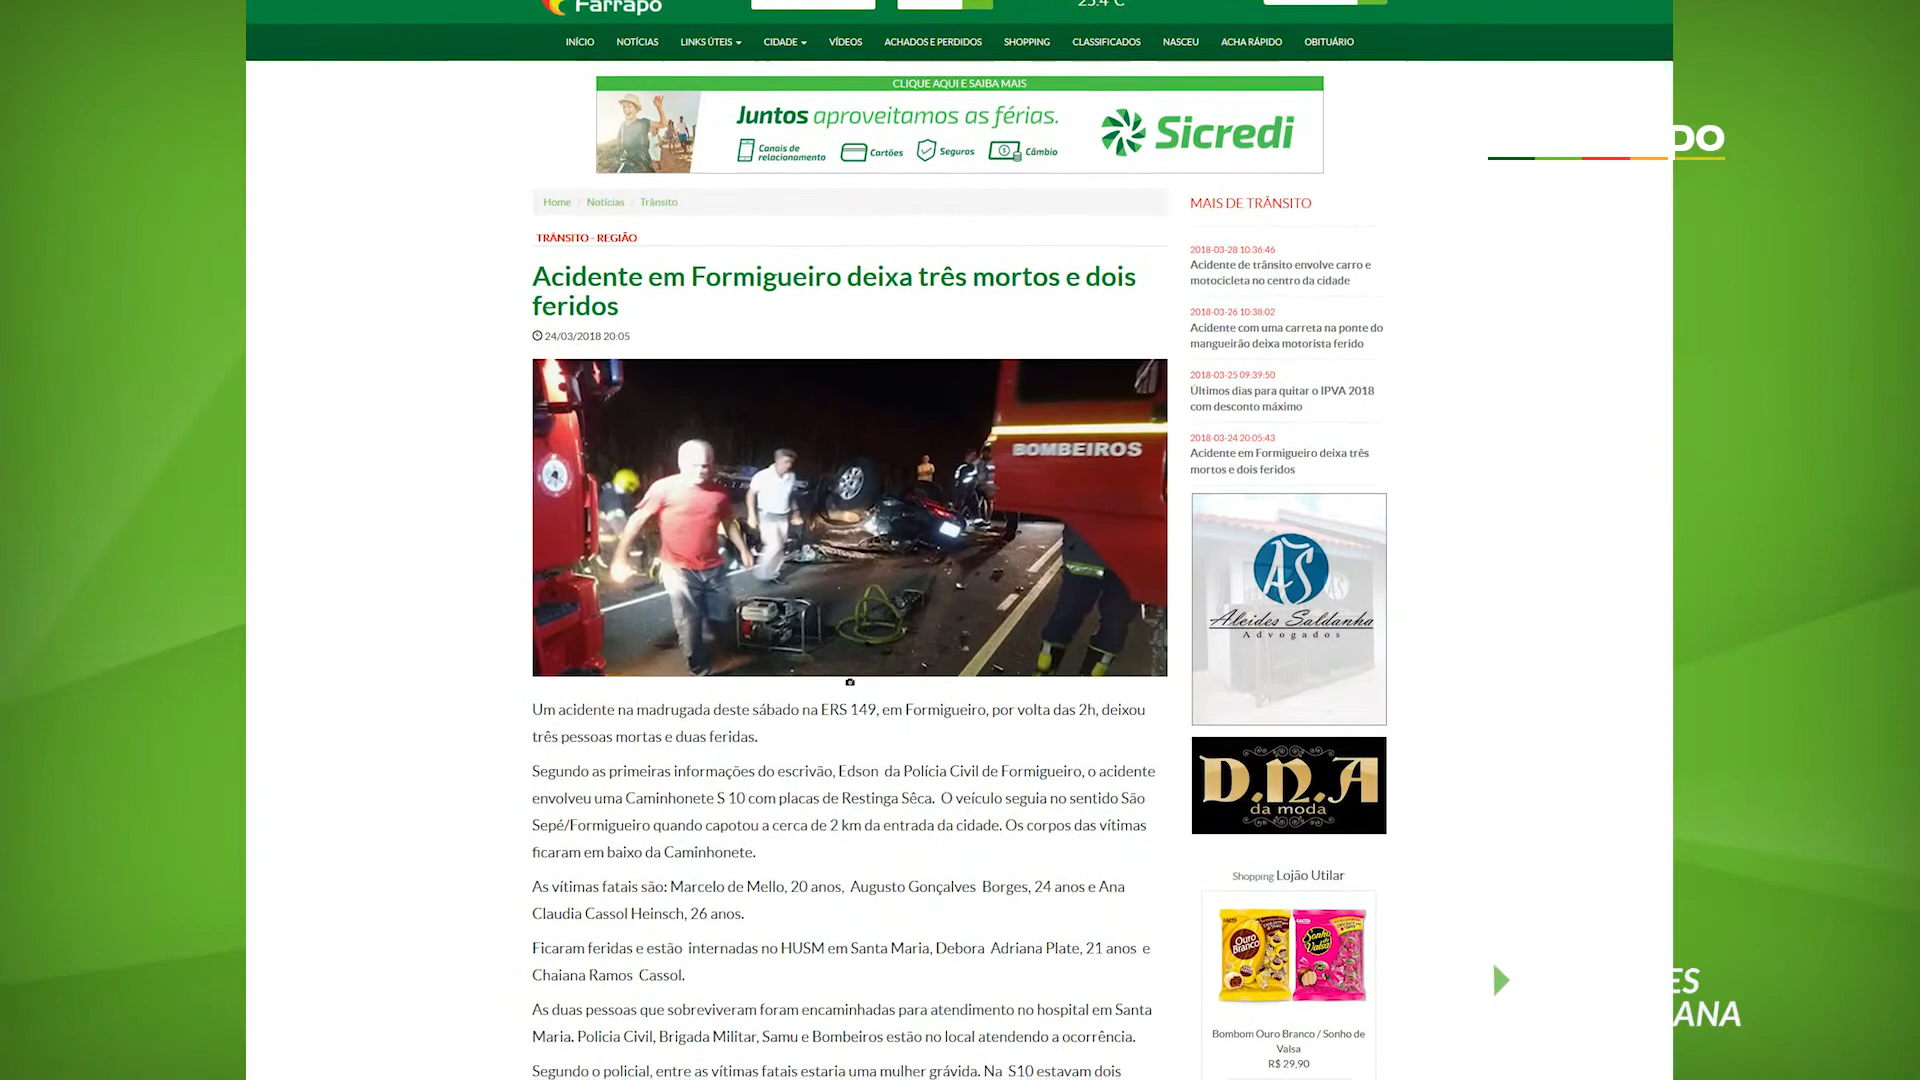 Farrapo
25.4°C
INÍCIO NOTÍCIAS LINKS ÚTEIS CIDADE VÍDEOS ACHADOS E PERDIDOS SHOPPING CLASSIFICADOS NASCEU ACHA RÁPIDO OBITUÁRIO
CLIQUE AQUI E SAIBA MAIS
Juntos aproveitamos as férias.
Canais de relacionamento Cartões Seguros Câmbio
Sicredi
PO
Home / Notícias / Trânsito
TRÂNSITO - REGIÃO
Acidente em Formigueiro deixa três mortos e dois
feridos
24/03/2018 20:05
BOMBEIROS
Um acidente na madrugada deste sábado na ERS 149, em Formigueiro, por volta das 2h, deixou
três pessoas mortas e duas feridas.
Segundo as primeiras informações do escrivão, Edson da Polícia Civil de Formigueiro, o acidente
envolveu uma Caminhonete S 10 com placas de Restinga Sêca. O veículo seguia no sentido São
Sepé/Formigueiro quando capotou a cerca de 2 km da entrada da cidade. Os corpos das vítimas
ficaram em baixo da Caminhonete.
As vítimas fatais são: Marcelo de Mello, 20 anos, Augusto Gonçalves Borges, 24 anos e Ana
Claudia Cassol Heinsch, 26 anos.
Ficaram feridas e estão internadas no HUSM em Santa Maria, Debora Adriana Plate, 21 anos e
Chaiana Ramos Cassol.
As duas pessoas que sobreviveram foram encaminhadas para atendimento no hospital em Santa
Maria. Policia Civil, Brigada Militar, Samu e Bombeiros estão no local atendendo a ocorrência.
Segundo o policial, entre as vítimas fatais estaria uma mulher grávida. Na S10 estavam dois
MAIS DE TRÂNSITO
2018-03-28 10:36:46
Acidente de trânsito envolve carro e
motocicleta no centro da cidade
2018-03-26 10:38:02
Acidente com uma carreta na ponte do
mangueirão deixa motorista ferido
2018-03-25 09:39:50
Últimos dias para quitar o IPVA 2018
com desconto máximo
2018-03-24 20:05:43
Acidente em Formigueiro deixa três
mortos e dois feridos
AS
Alcides Saldanha
Advogados
D.N.A
da moda
Shopping Lojão Utilar
Ouro Branco
Sonho de Valsa
Bombom Ouro Branco / Sonho de
Valsa
R$ 29,90
ES
ANA